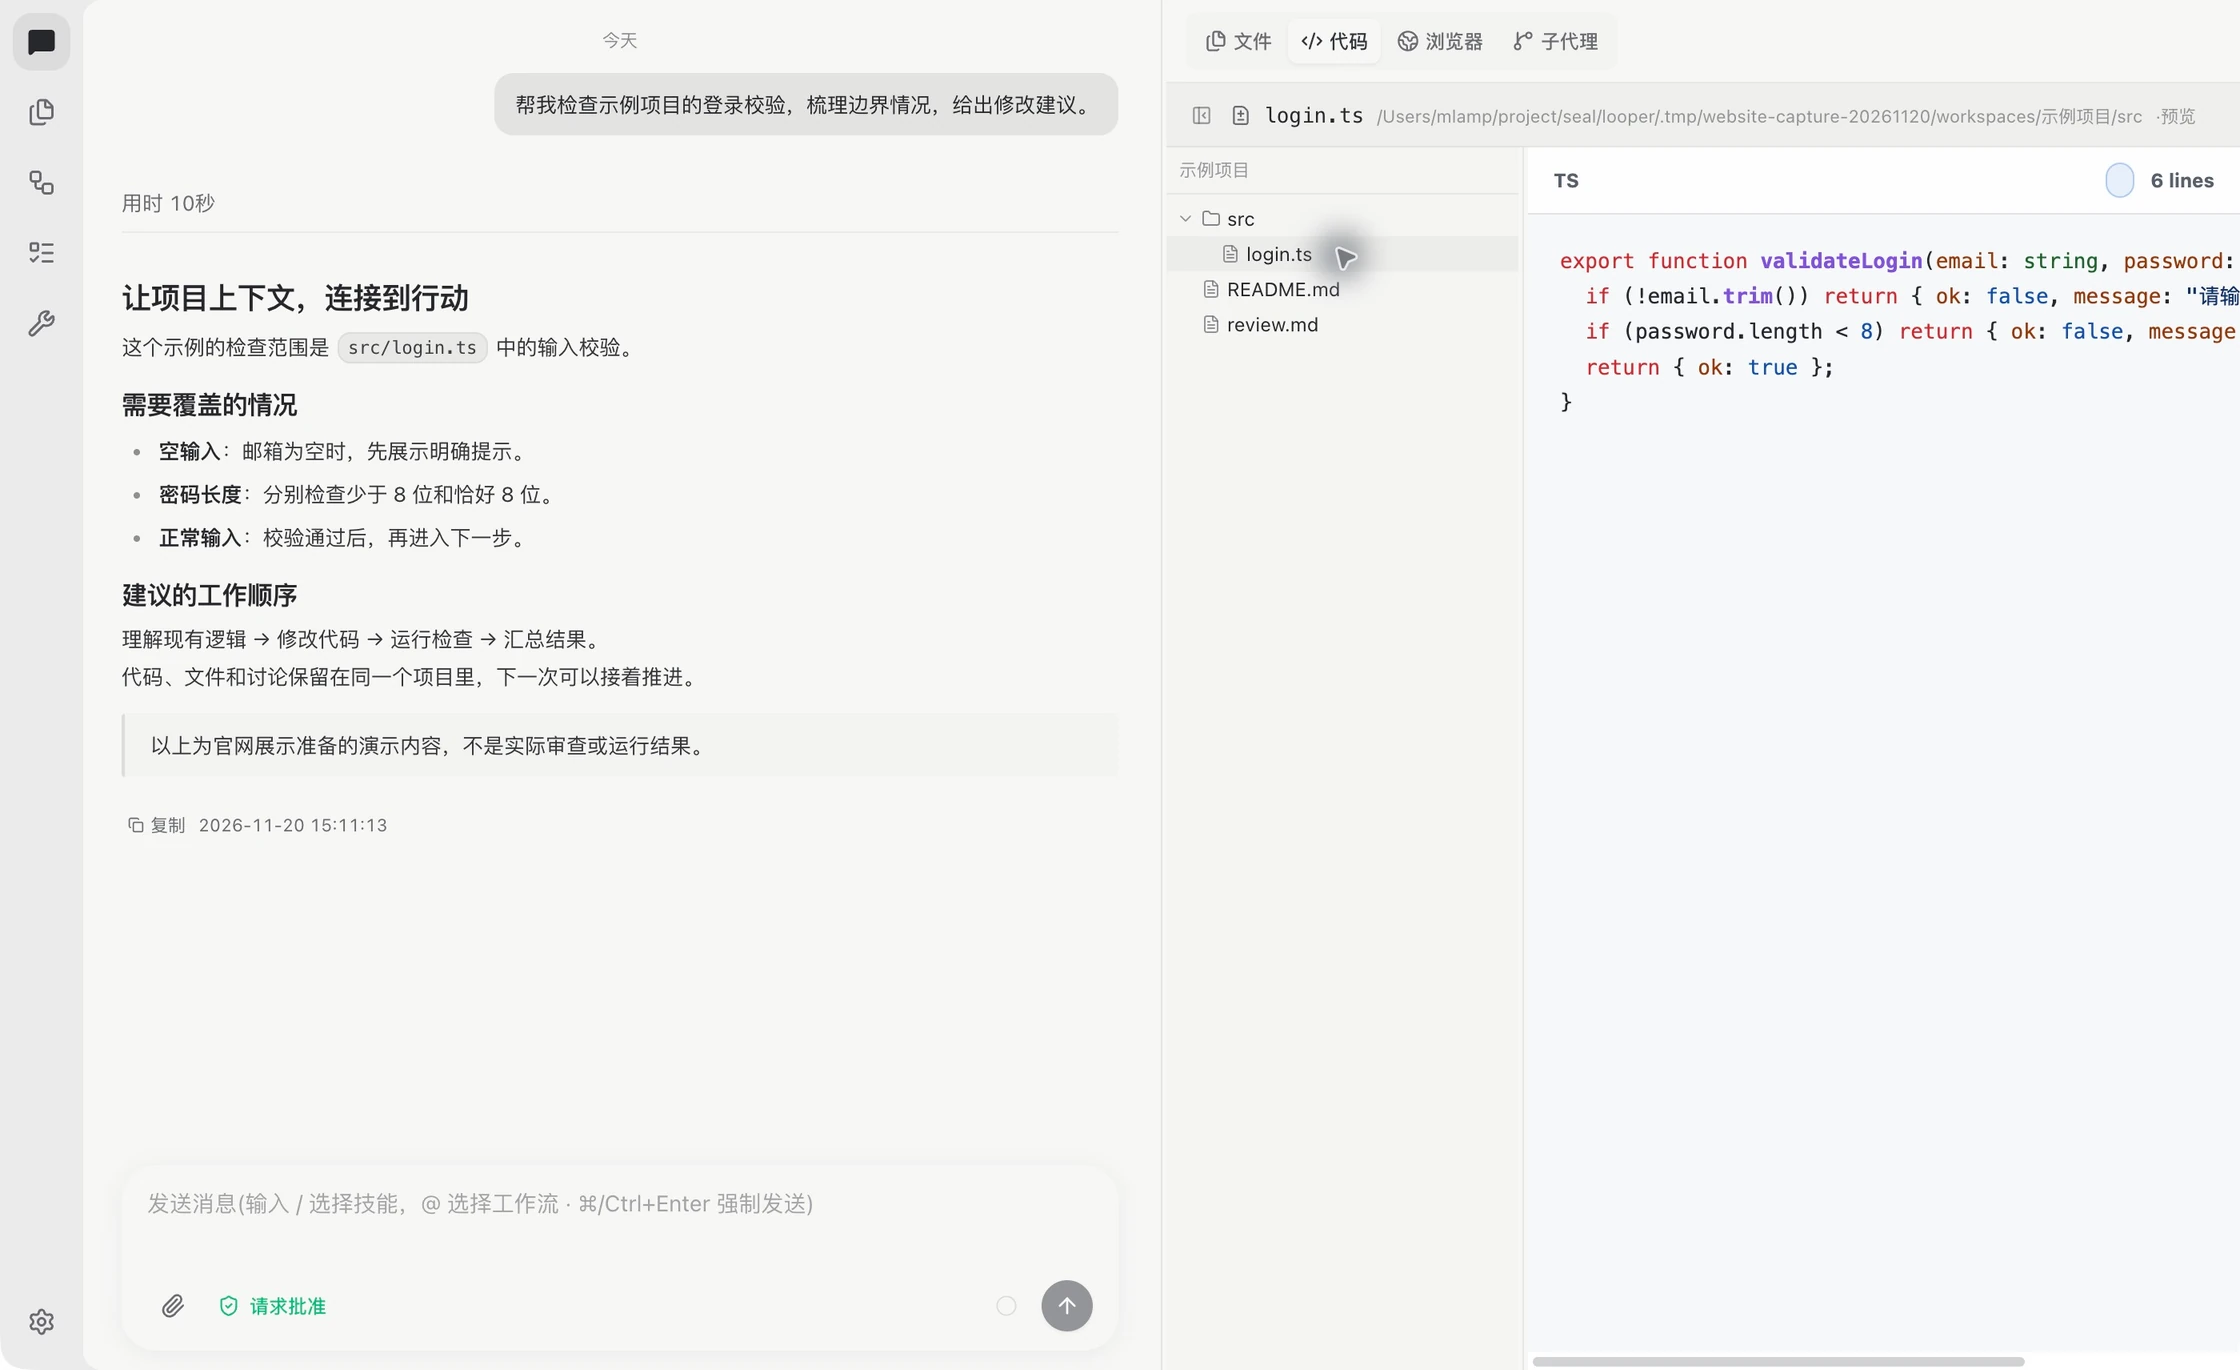 今天
帮我检查示例项目的登录校验，梳理边界情况，给出修改建议。
用时 10秒
让项目上下文，连接到行动
这个示例的检查范围是 src/login.ts 中的输入校验。
需要覆盖的情况
• 空输入：邮箱为空时，先展示明确提示。
• 密码长度：分别检查少于 8 位和恰好 8 位。
• 正常输入：校验通过后，再进入下一步。
建议的工作顺序
理解现有逻辑 → 修改代码 → 运行检查 → 汇总结果。
代码、文件和讨论保留在同一个项目里，下一次可以接着推进。
以上为官网展示准备的演示内容，不是实际审查或运行结果。
复制 2026-11-20 15:11:13
发送消息(输入 / 选择技能，@ 选择工作流 · ⌘/Ctrl+Enter 强制发送)
请求批准
文件 </> 代码 浏览器 子代理
login.ts /Users/mlamp/project/seal/looper/.tmp/website-capture-20261120/workspaces/示例项目/src ·预览
示例项目
src
login.ts
README.md
review.md
TS 6 lines
export function validateLogin(email: string, password:
if (!email.trim()) return { ok: false, message: "请输
if (password.length < 8) return { ok: false, message
return { ok: true };
}